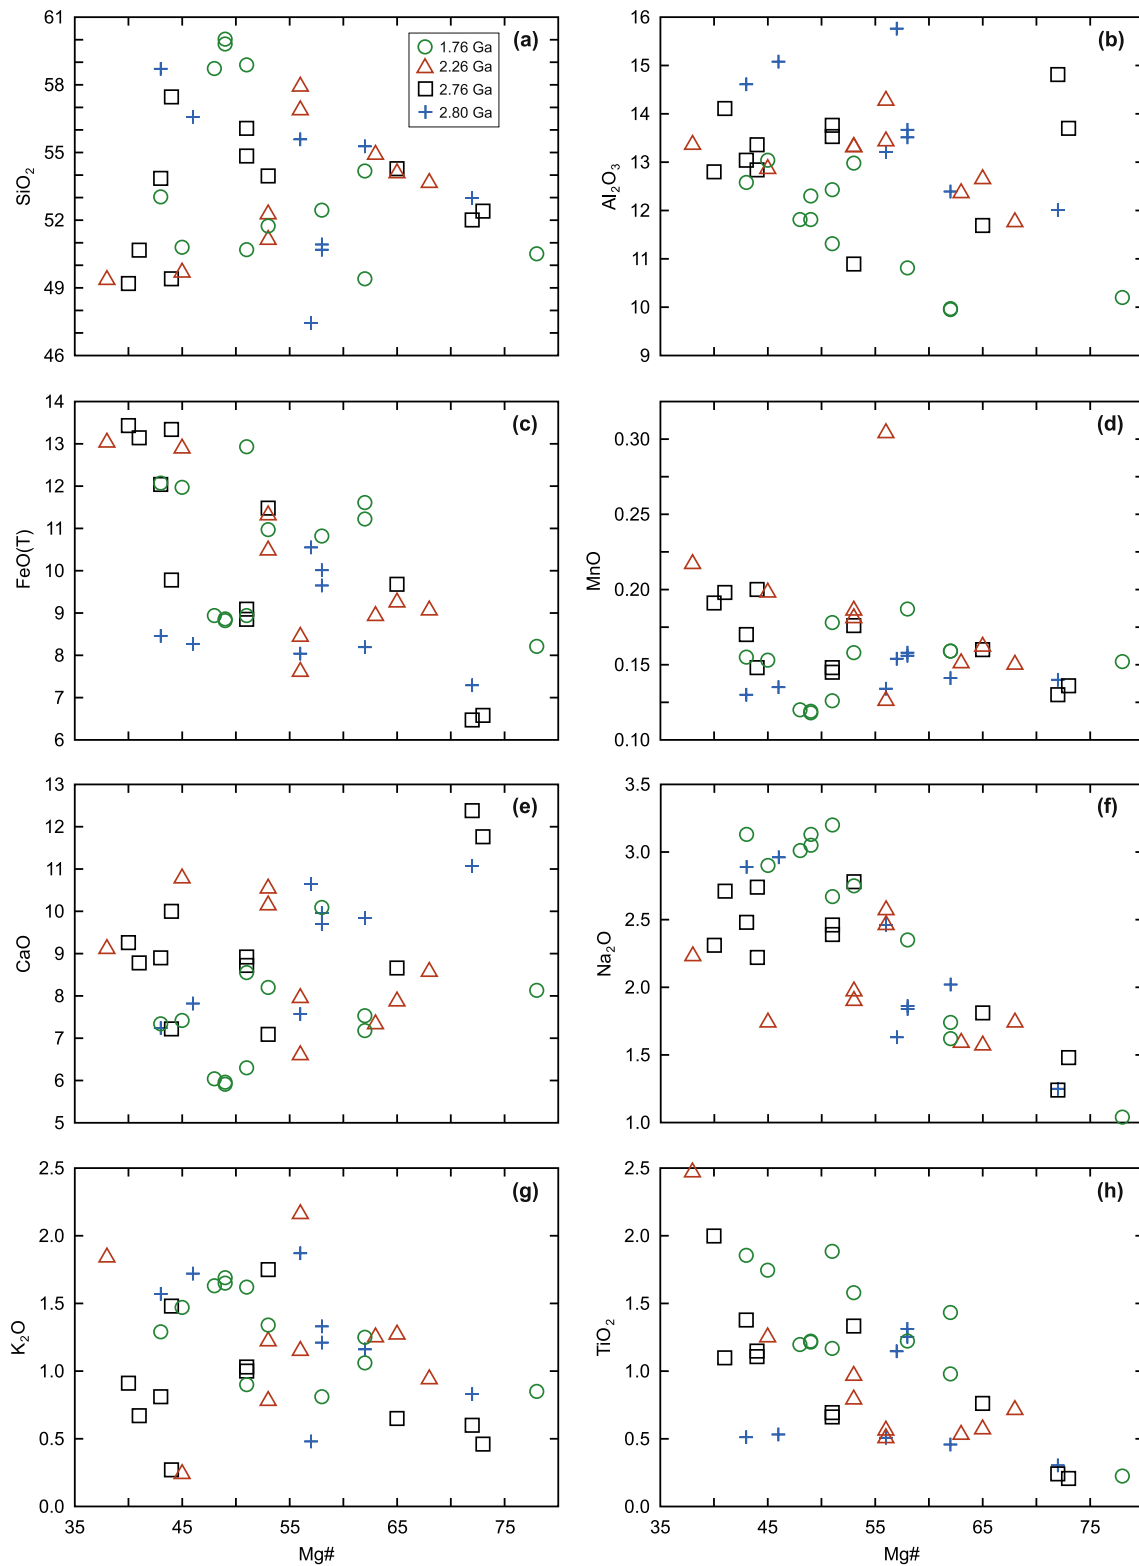 61
58
55
52
49
46
SiO2
(a)
1.76 Ga
2.26 Ga
2.76 Ga
2.80 Ga
16
15
14
13
12
11
10
9
Al2O3
(b)
14
13
12
11
10
9
8
7
6
FeO(T)
(c)
0.30
0.25
0.20
0.15
0.10
MnO
(d)
13
12
11
10
9
8
7
6
5
CaO
(e)
3.5
3.0
2.5
2.0
1.5
1.0
Na2O
(f)
2.5
2.0
1.5
1.0
0.5
0.0
K2O
(g)
35 45 55 65 75
Mg#
2.5
2.0
1.5
1.0
0.5
0.0
TiO2
(h)
35 45 55 65 75
Mg#